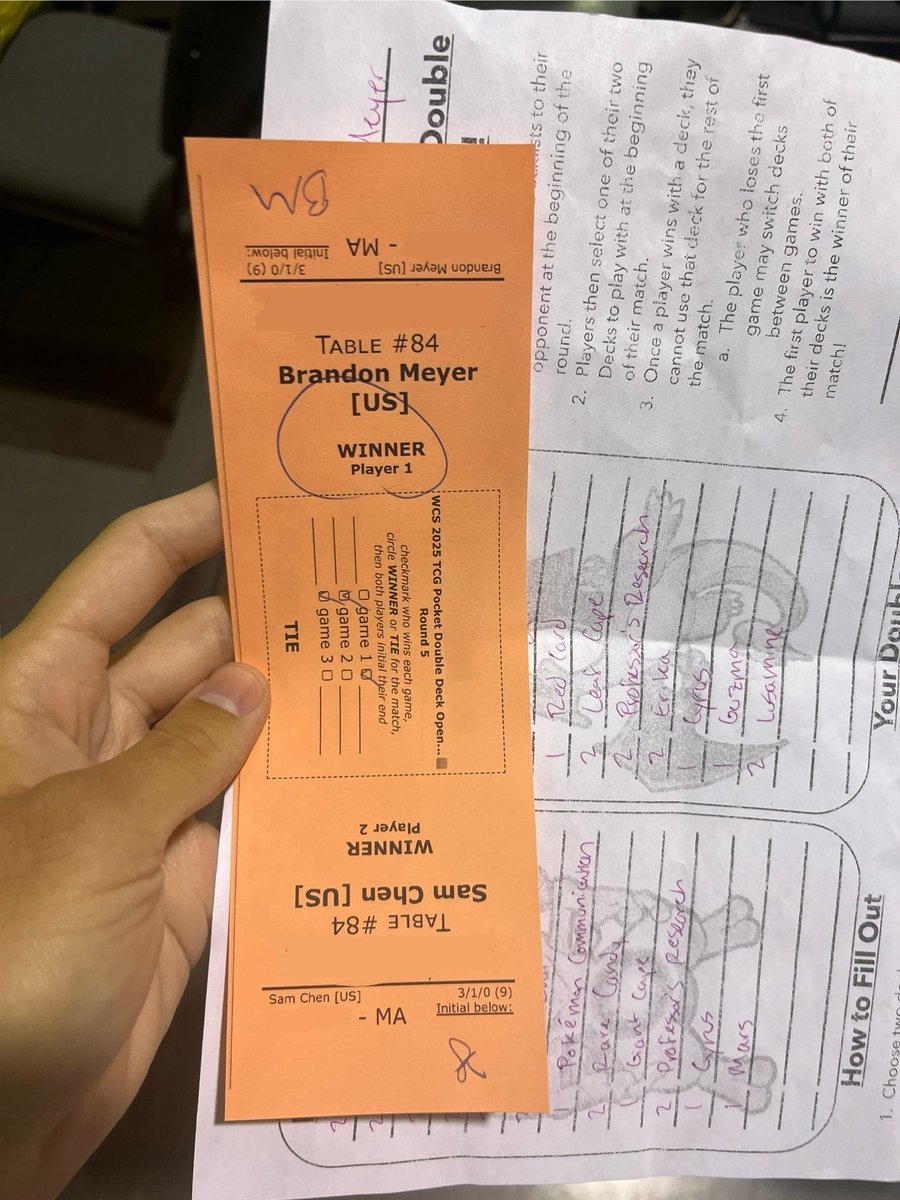 BM
Initial below:
3/1/0 (9)
- MA
Brandon Meyer [US]
TABLE #84
Brandon Meyer
[US]
WINNER
Player 1
WCS 2025 TCG Pocket Double Deck Open...
Round 5
checkmark who wins each game,
circle WINNER or TIE for the match,
then both players initial their end
game 1
game 2
game 3
TIE
WINNER
Player 2
Sam Chen [US]
TABLE #84
Sam Chen [US]
3/1/0 (9)
- MA
Initial below:
Meyer
Double
to their
opponent at the beginning of the
round.
2. Players then select one of their two
Decks to play with at the beginning
of their match.
3. Once a player wins with a deck, they
cannot use that deck for the rest of
the match.
a. The player who loses the first
game may switch decks
between games.
4. The first player to win with both of
their decks is the winner of their
match!
1 Red Card
2 Leaf Cape
2 Professor's Research
2 Erika
1 Cyrus
1 Guzma
2 Lusamine
Your Double
2
2
2
2
2
Pokémon Communication
2 Rare Candy
1 Giant Cape
2 Professor's Research
1 Cyrus
1 Mars
How to Fill Out
1. Choose two